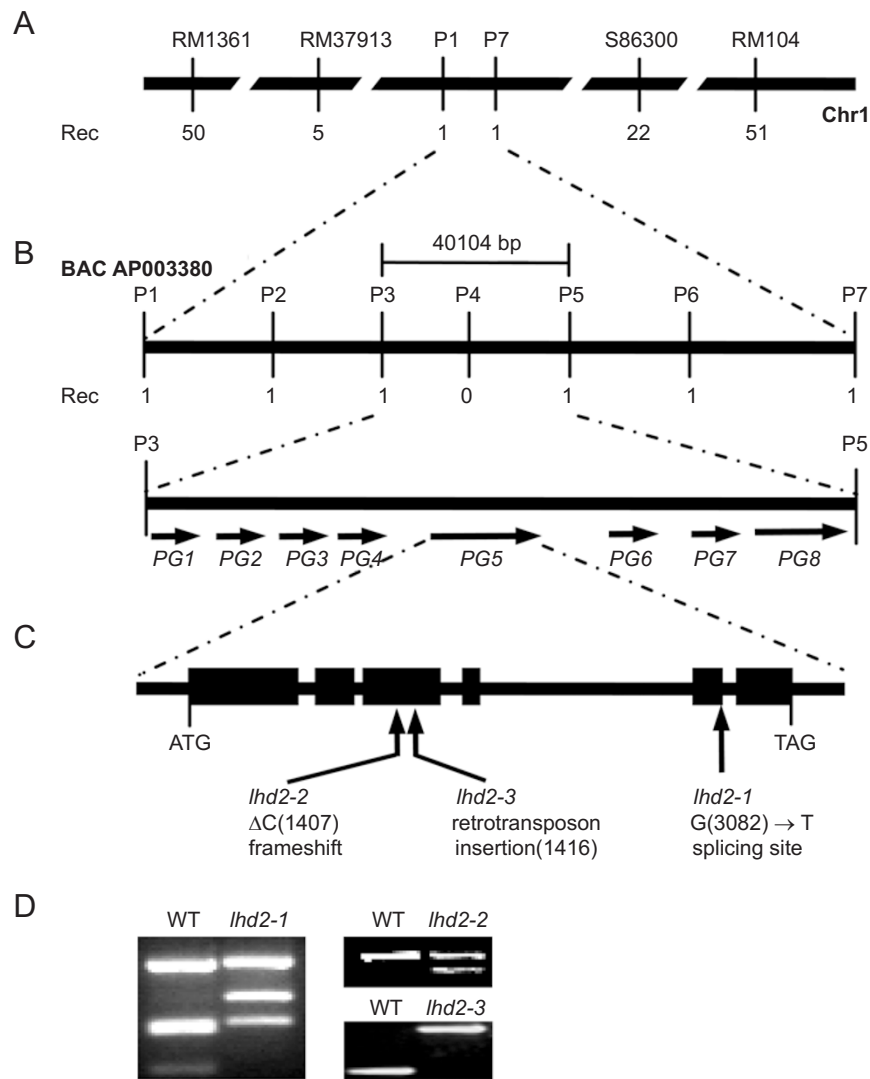 A
RM1361 RM37913 P1 P7 S86300 RM104
Chr1
Rec 50 5 1 1 22 51
B
40104 bp
BAC AP003380
P1 P2 P3 P4 P5 P6 P7
Rec 1 1 1 0 1 1 1
P3 P5
PG1 PG2 PG3 PG4 PG5 PG6 PG7 PG8
C
ATG TAG
lhd2-2
ΔC(1407)
frameshift
lhd2-3
retrotransposon
insertion(1416)
lhd2-1
G(3082) → T
splicing site
D
WT lhd2-1
WT lhd2-2
WT lhd2-3